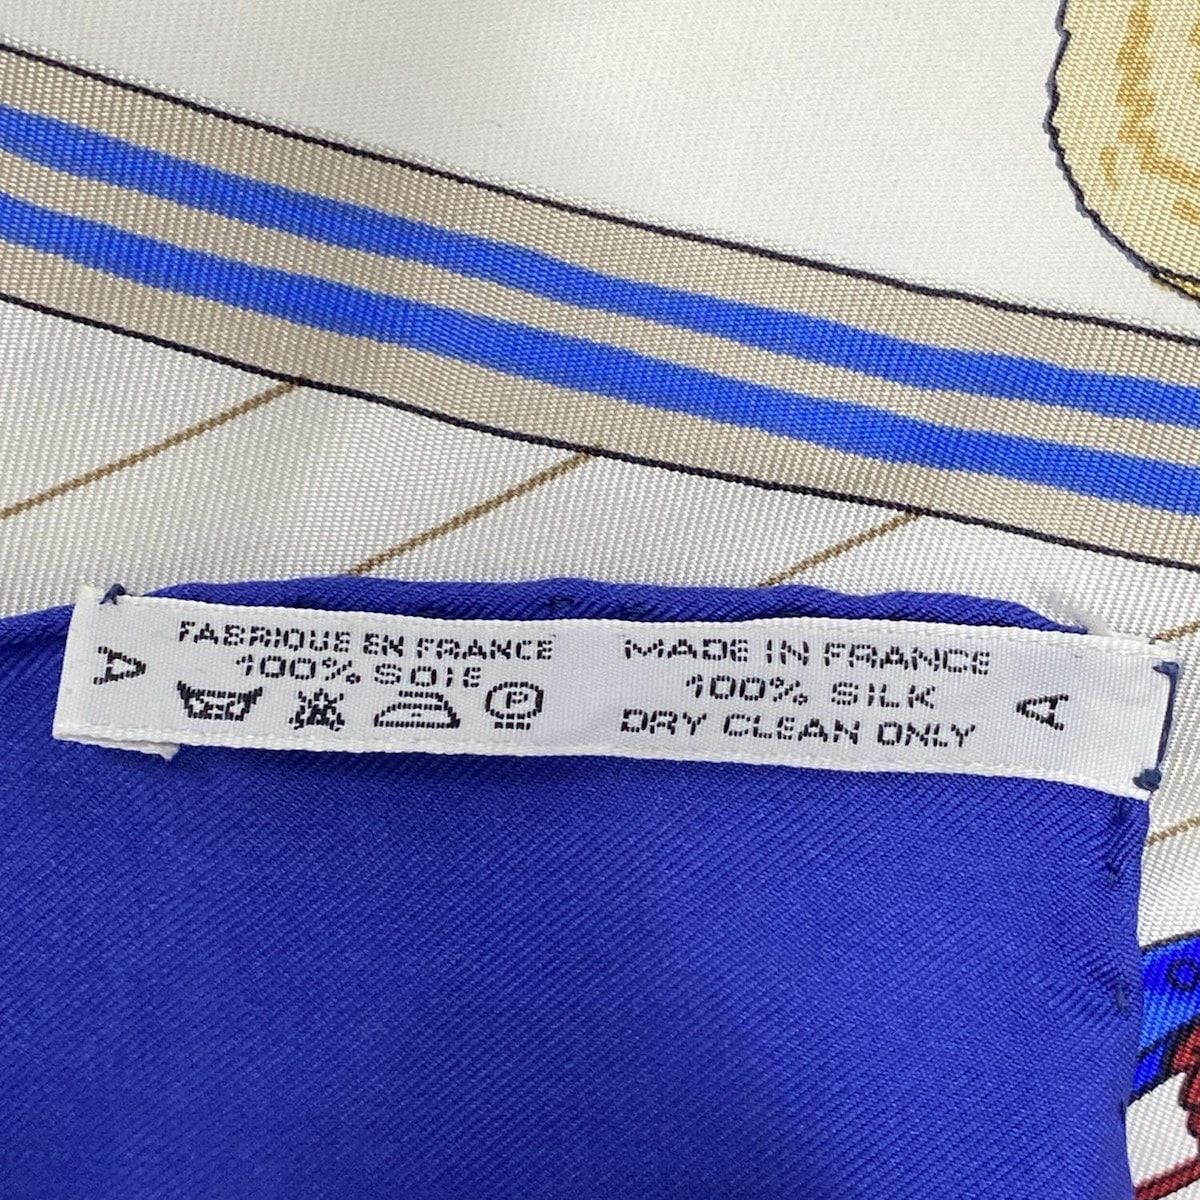 A
FABRIQUE EN FRANCE
100% SOIE
P
MADE IN FRANCE
100% SILK
DRY CLEAN ONLY
A